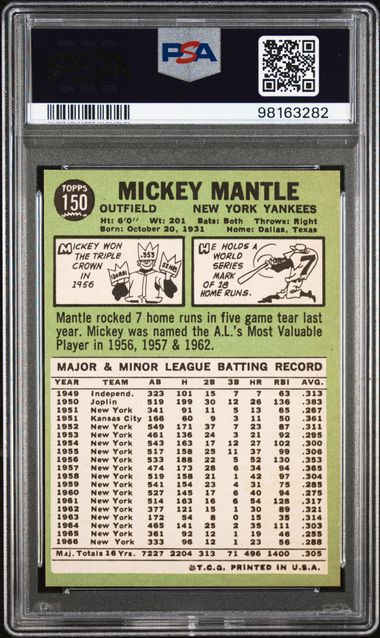 PSA
98163282
TOPPS
150
MICKEY MANTLE
OUTFIELD NEW YORK YANKEES
Ht: 6'0" Wt: 201 Bats: Both Throws: Right
Born: October 20, 1931 Home: Dallas, Texas
MICKEY WON
THE TRIPLE
CROWN IN
1956
.353
HE HOLDS A
WORLD
SERIES
MARK
OF 18
HOME RUNS.
7
Mantle rocked 7 home runs in five game tear last
year. Mickey was named the A.L.'s Most Valuable
Player in 1956, 1957 & 1962.
MAJOR & MINOR LEAGUE BATTING RECORD
YEAR TEAM AB H 2B 3B HR RBI AVG.
1949 Independ. 323 101 15 7 7 63 .313
1950 Joplin 519 199 30 12 26 136 .383
1951 New York 341 91 11 5 13 65 .267
1951 Kansas City 166 60 9 3 11 50 .361
1952 New York 549 171 37 7 23 87 .311
1953 New York 461 136 24 3 21 92 .295
1954 New York 543 163 17 12 27 102 .300
1955 New York 517 158 25 11 37 99 .306
1956 New York 533 188 22 5 52 130 .353
1957 New York 474 173 28 6 34 94 .365
1958 New York 519 158 21 1 42 97 .304
1959 New York 541 154 23 4 31 75 .285
1960 New York 527 145 17 6 40 94 .275
1961 New York 514 163 16 6 54 128 .317
1962 New York 377 121 15 1 30 89 .321
1963 New York 172 54 8 0 15 35 .314
1964 New York 465 141 25 2 35 111 .303
1965 New York 361 92 12 1 19 46 .255
1966 New York 333 96 12 1 23 56 .288
Maj. Totals 16 Yrs. 7227 2204 313 71 496 1400 .305
©T.C.G. PRINTED IN U.S.A.